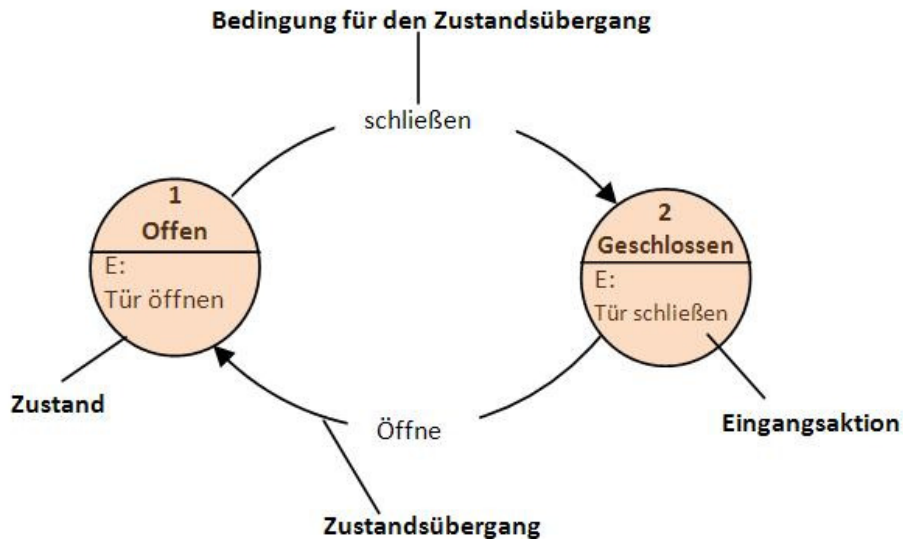 Bedingung für den Zustandsübergang
schließen
1
Offen
E:
Tür öffnen
2
Geschlossen
E:
Tür schließen
Zustand
Öffne
Eingangsaktion
Zustandsübergang